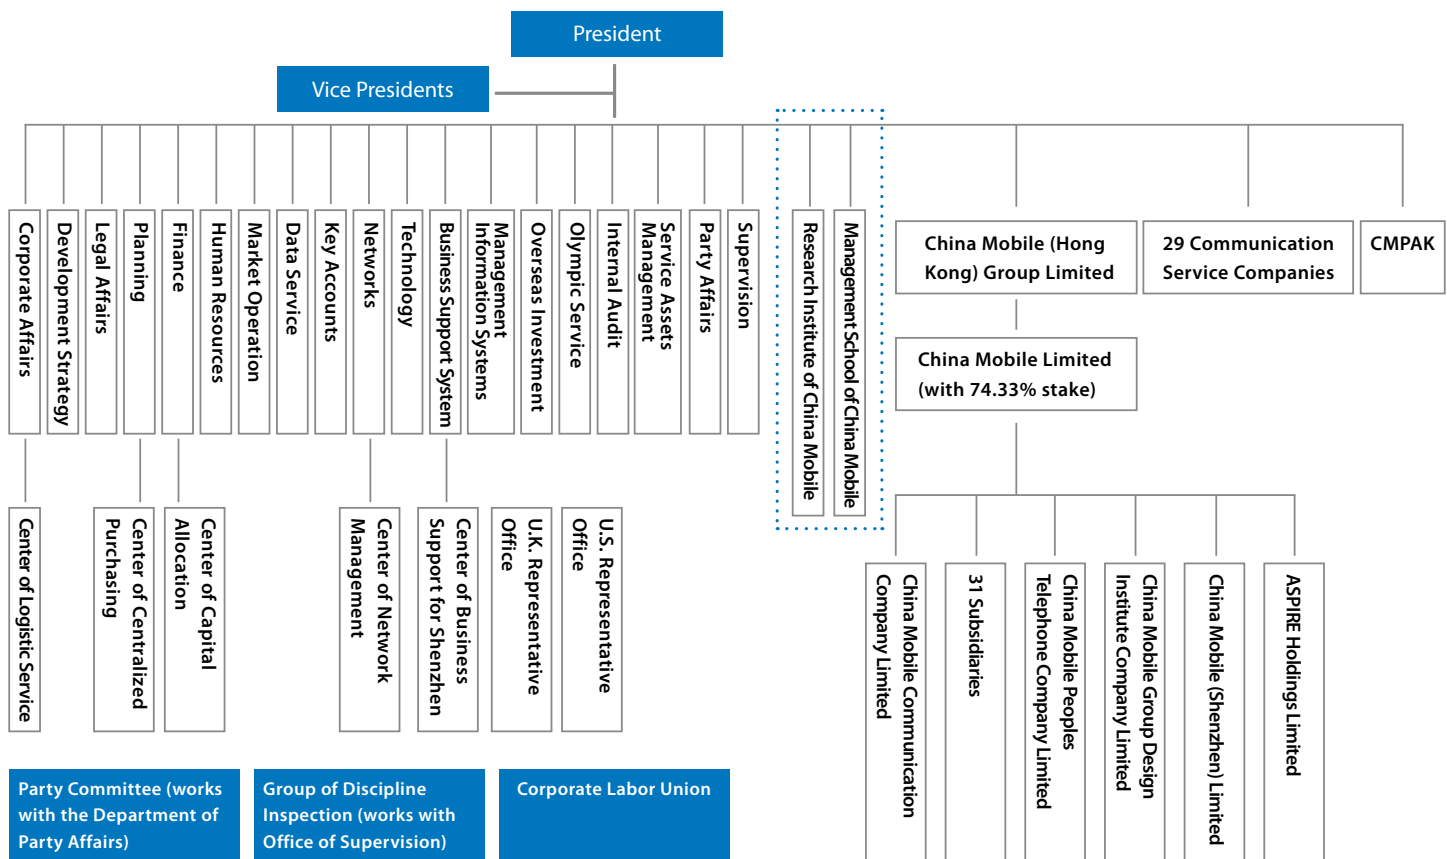 President
Vice Presidents
Corporate Affairs
Development Strategy
Legal Affairs
Planning
Finance
Human Resources
Market Operation
Data Service
Key Accounts
Networks
Technology
Business Support System
Management
Information Systems
Overseas Investment
Olympic Service
Internal Audit
Service Assets
Management
Party Affairs
Supervision
Research Institute of China Mobile
Management School of China Mobile
China Mobile (Hong
Kong) Group Limited
29 Communication
Service Companies
CMPAK
China Mobile Limited
(with 74.33% stake)
Center of Logistic Service
Center of Centralized
Purchasing
Center of Capital
Allocation
Center of Network
Management
Center of Business
Support for Shenzhen
U.K. Representative
Office
U.S. Representative
Office
China Mobile Communication
Company Limited
31 Subsidiaries
China Mobile Peoples
Telephone Company Limited
China Mobile Group Design
Institute Company Limited
China Mobile (Shenzhen) Limited
ASPIRE Holdings Limited
Party Committee (works
with the Department of
Party Affairs)
Group of Discipline
Inspection (works with
Office of Supervision)
Corporate Labor Union